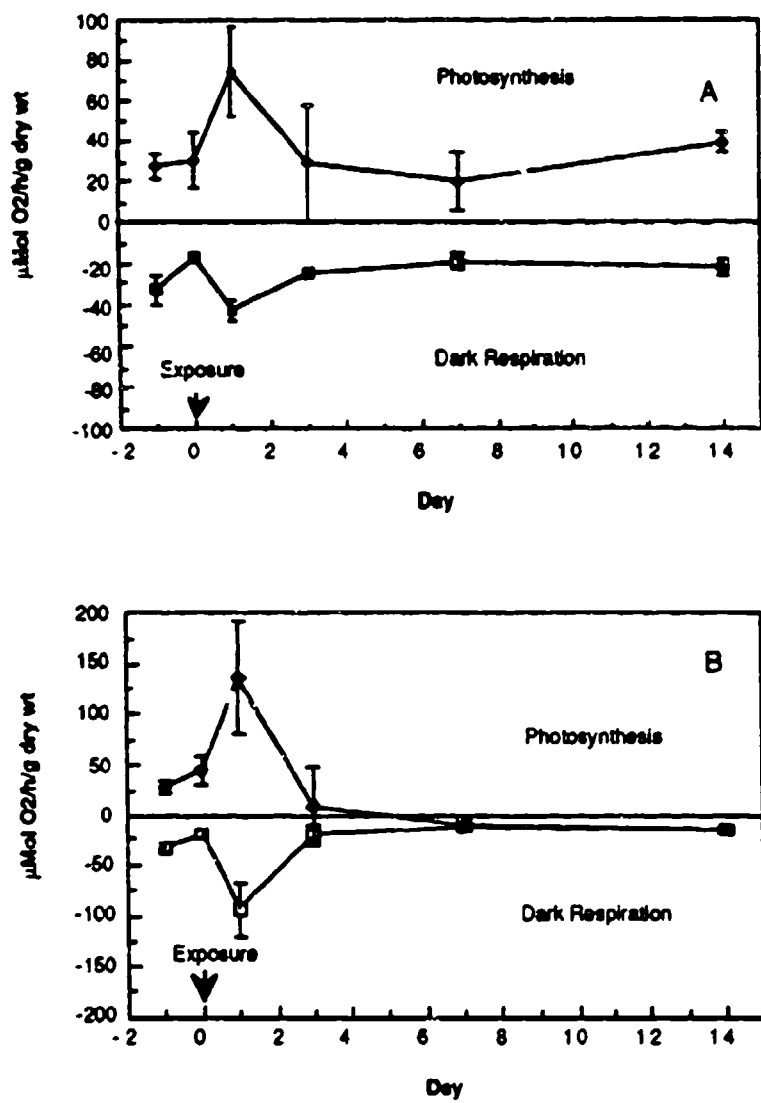 100
80
60
40
20
0
-20
-40
-60
-80
-100
µMol O2/h/g dry wt
Photosynthesis
A
Dark Respiration
Exposure
-2 0 2 4 6 8 10 12 14
Day
200
150
100
50
0
-50
-100
-150
-200
µMol O2/h/g dry wt
B
Photosynthesis
Dark Respiration
Exposure
-2 0 2 4 6 8 10 12 14
Day